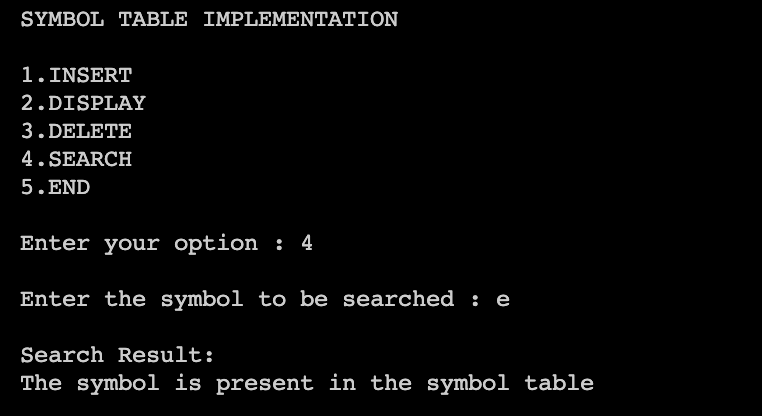 SYMBOL TABLE IMPLEMENTATION
1.INSERT
2.DISPLAY
3.DELETE
4.SEARCH
5.END
Enter your option : 4
Enter the symbol to be searched : e
Search Result:
The symbol is present in the symbol table